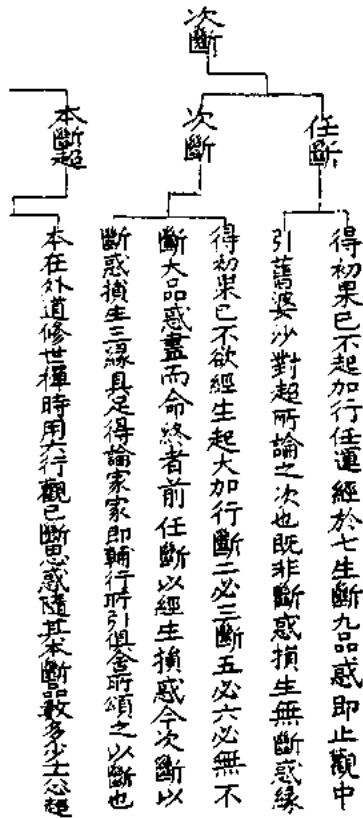 次斷
任斷
得初果已不起加行任運經於七生斷九品惑即止觀中
引舊婆沙對超所論之次也既非斷惑損生無斷惑緣
次斷
得初果已不欲經生起大加行斷二必三斷五必六必無不
斷大品惑盡而命終者前任斷以經生損惑今次斷以
斷惑損生三緣具足得論家家即輔行所引俱舍所頌之以斷也
本斷超
本在外道修世禪時用六行觀已斷思惑隨其本斷品數多少